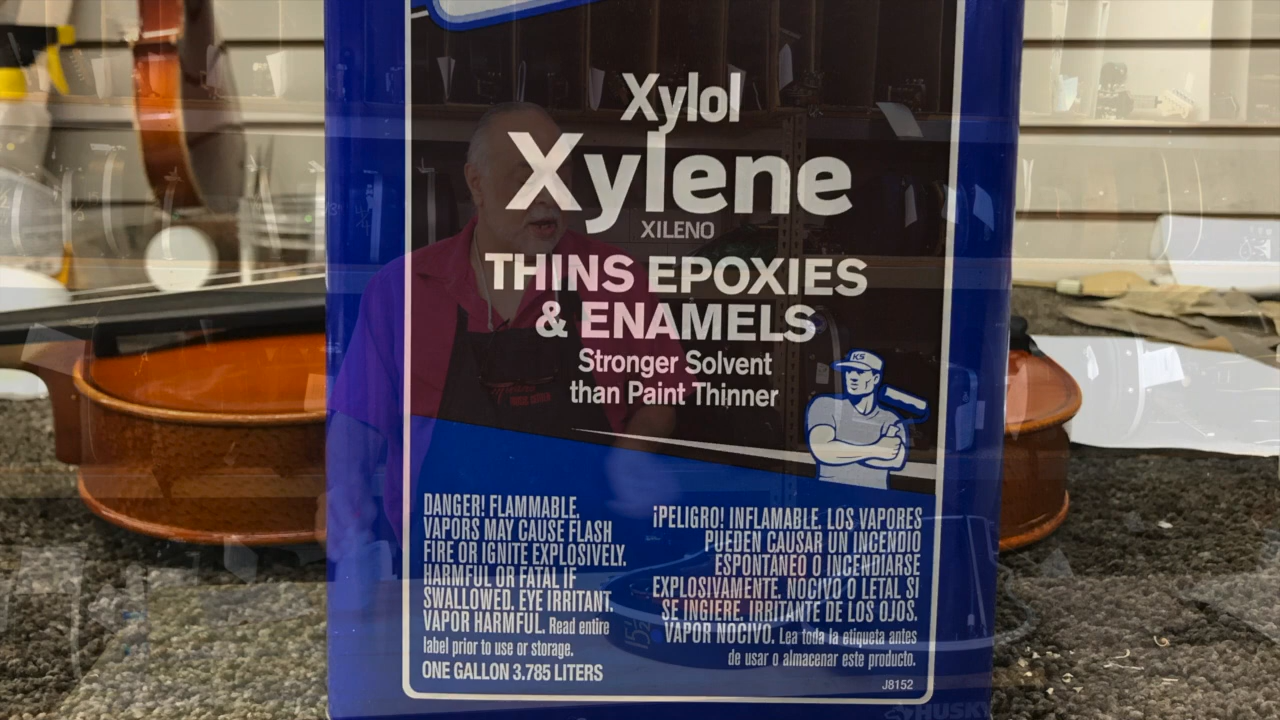 Xylol
Xylene
XILENO
THINS EPOXIES
& ENAMELS
Stronger Solvent
than Paint Thinner
KS
DANGER! FLAMMABLE.
VAPORS MAY CAUSE FLASH
FIRE OR IGNITE EXPLOSIVELY.
HARMFUL OR FATAL IF
SWALLOWED. EYE IRRITANT.
VAPOR HARMFUL. Read entire
label prior to use or storage.
ONE GALLON 3.785 LITERS
¡PELIGRO! INFLAMABLE. LOS VAPORES
PUEDEN CAUSAR UN INCENDIO
ESPONTANEO O INCENDIARSE
EXPLOSIVAMENTE. NOCIVO O LETAL SI
SE INGIERE. IRRITANTE DE LOS OJOS.
VAPOR NOCIVO. Lea toda la etiqueta antes
de usar o almacenar este producto.
J8152
HUSKY